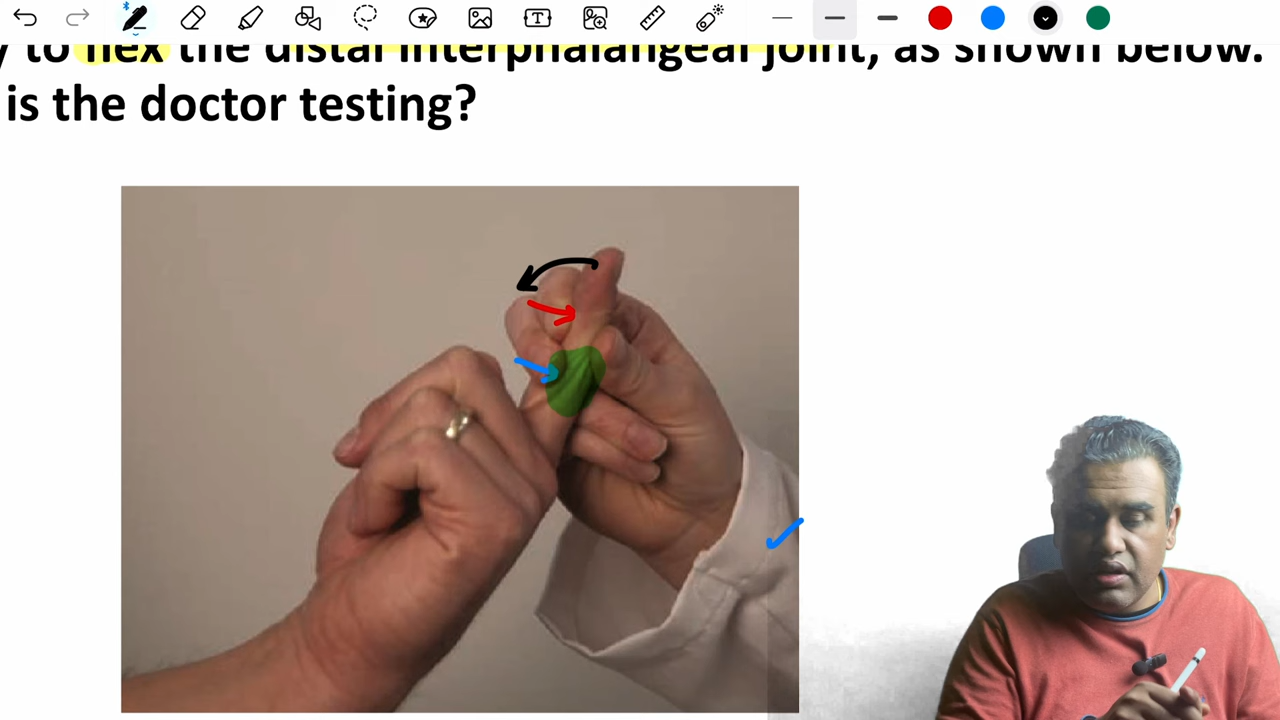 y to flex the distal interphalangeal joint, as shown below.
is the doctor testing?